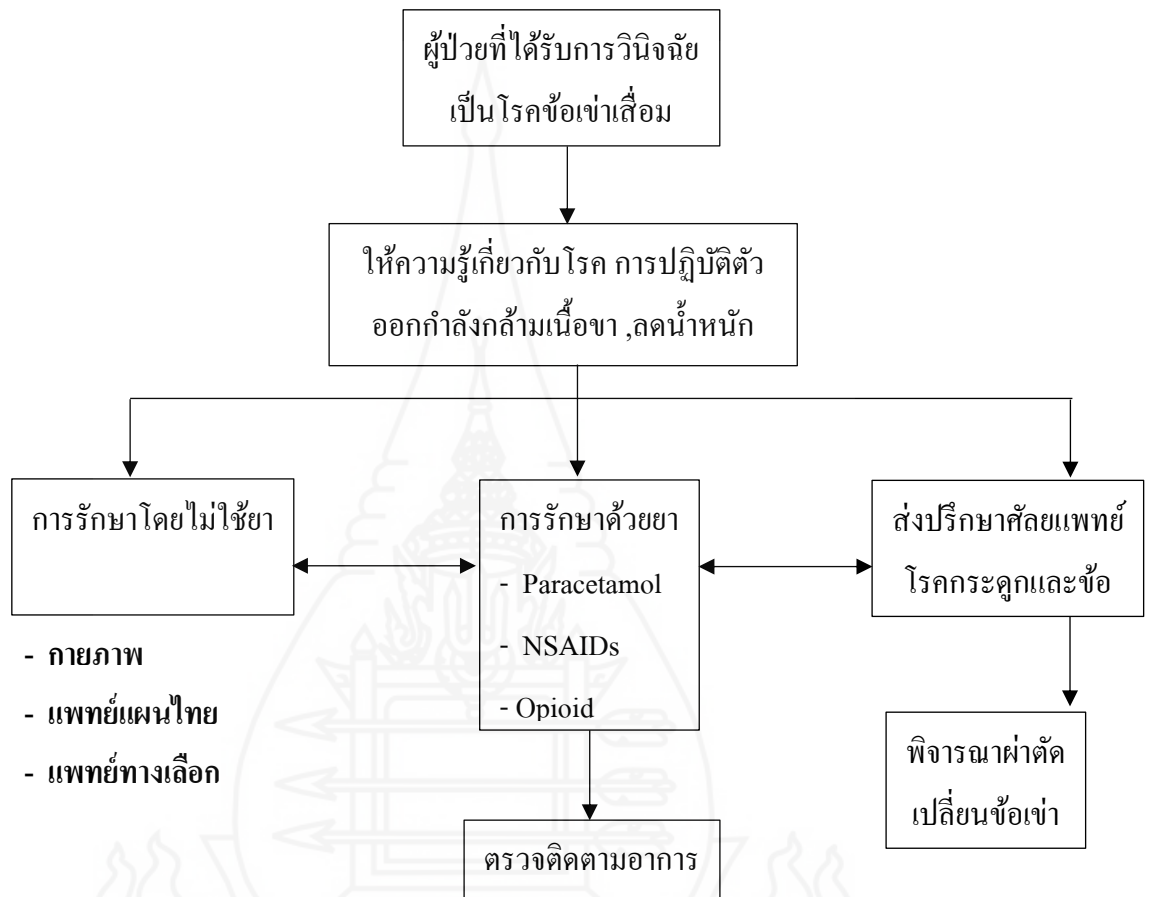 ผู้ป่วยที่ได้รับการวินิจฉัย
เป็นโรคข้อเข่าเสื่อม
ให้ความรู้เกี่ยวกับโรค การปฏิบัติตัว
ออกกำลังกล้ามเนื้อขา ,ลดน้ำหนัก
การรักษาโดยไม่ใช้ยา
- กายภาพ
- แพทย์แผนไทย
- แพทย์ทางเลือก
การรักษาด้วยยา
- Paracetamol
- NSAIDs
- Opioid
ตรวจติดตามอาการ
ส่งปรึกษาศัลยแพทย์
โรคกระดูกและข้อ
พิจารณาผ่าตัด
เปลี่ยนข้อเข่า